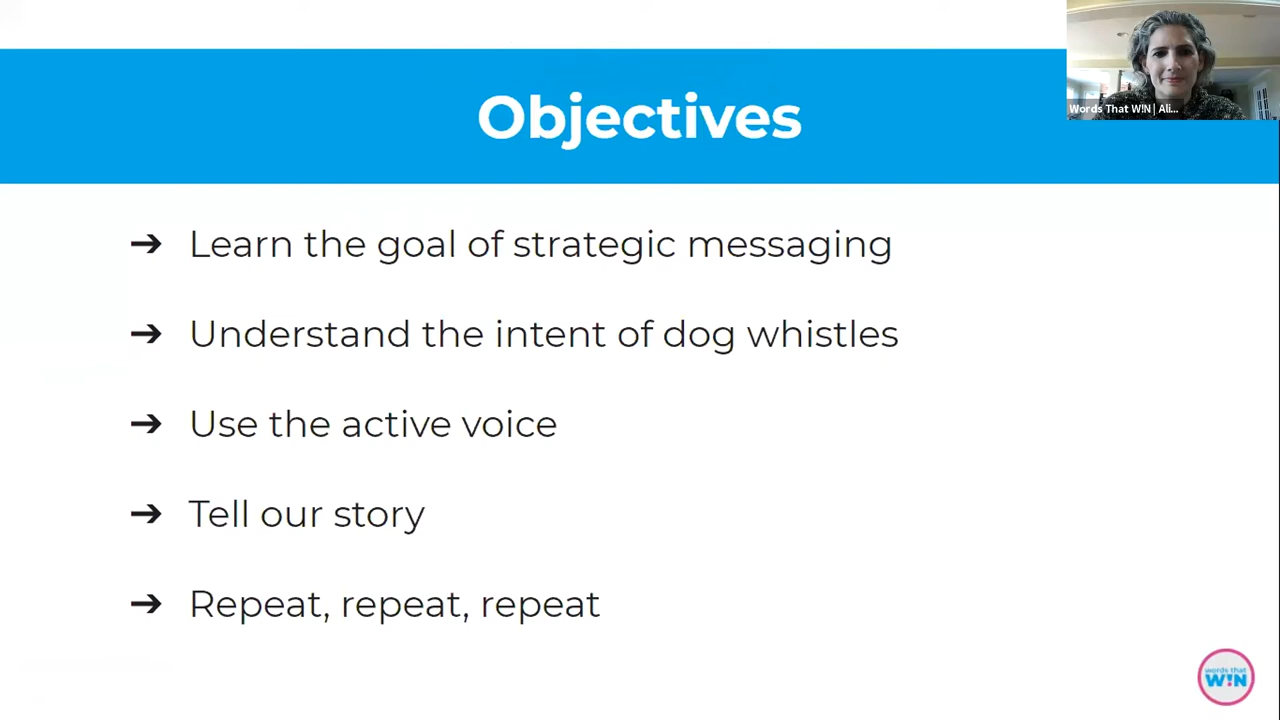 Objectives
Words That W!N | Ali...
➔ Learn the goal of strategic messaging
➔ Understand the intent of dog whistles
➔ Use the active voice
➔ Tell our story
➔ Repeat, repeat, repeat
words that
W!N